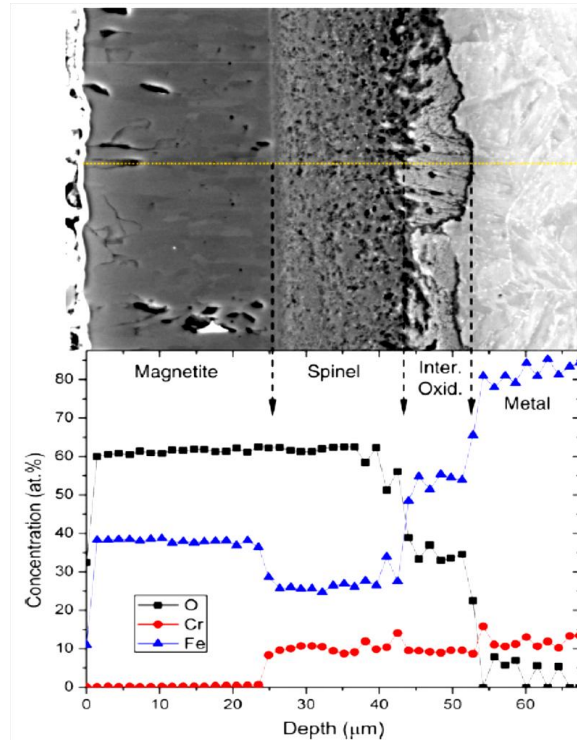 Magnetite Spinel Inter. Oxid. Metal
Concentration (at.%)
80
70
60
50
40
30
20
10
0
O
Cr
Fe
0 10 20 30 40 50 60
Depth (μm)